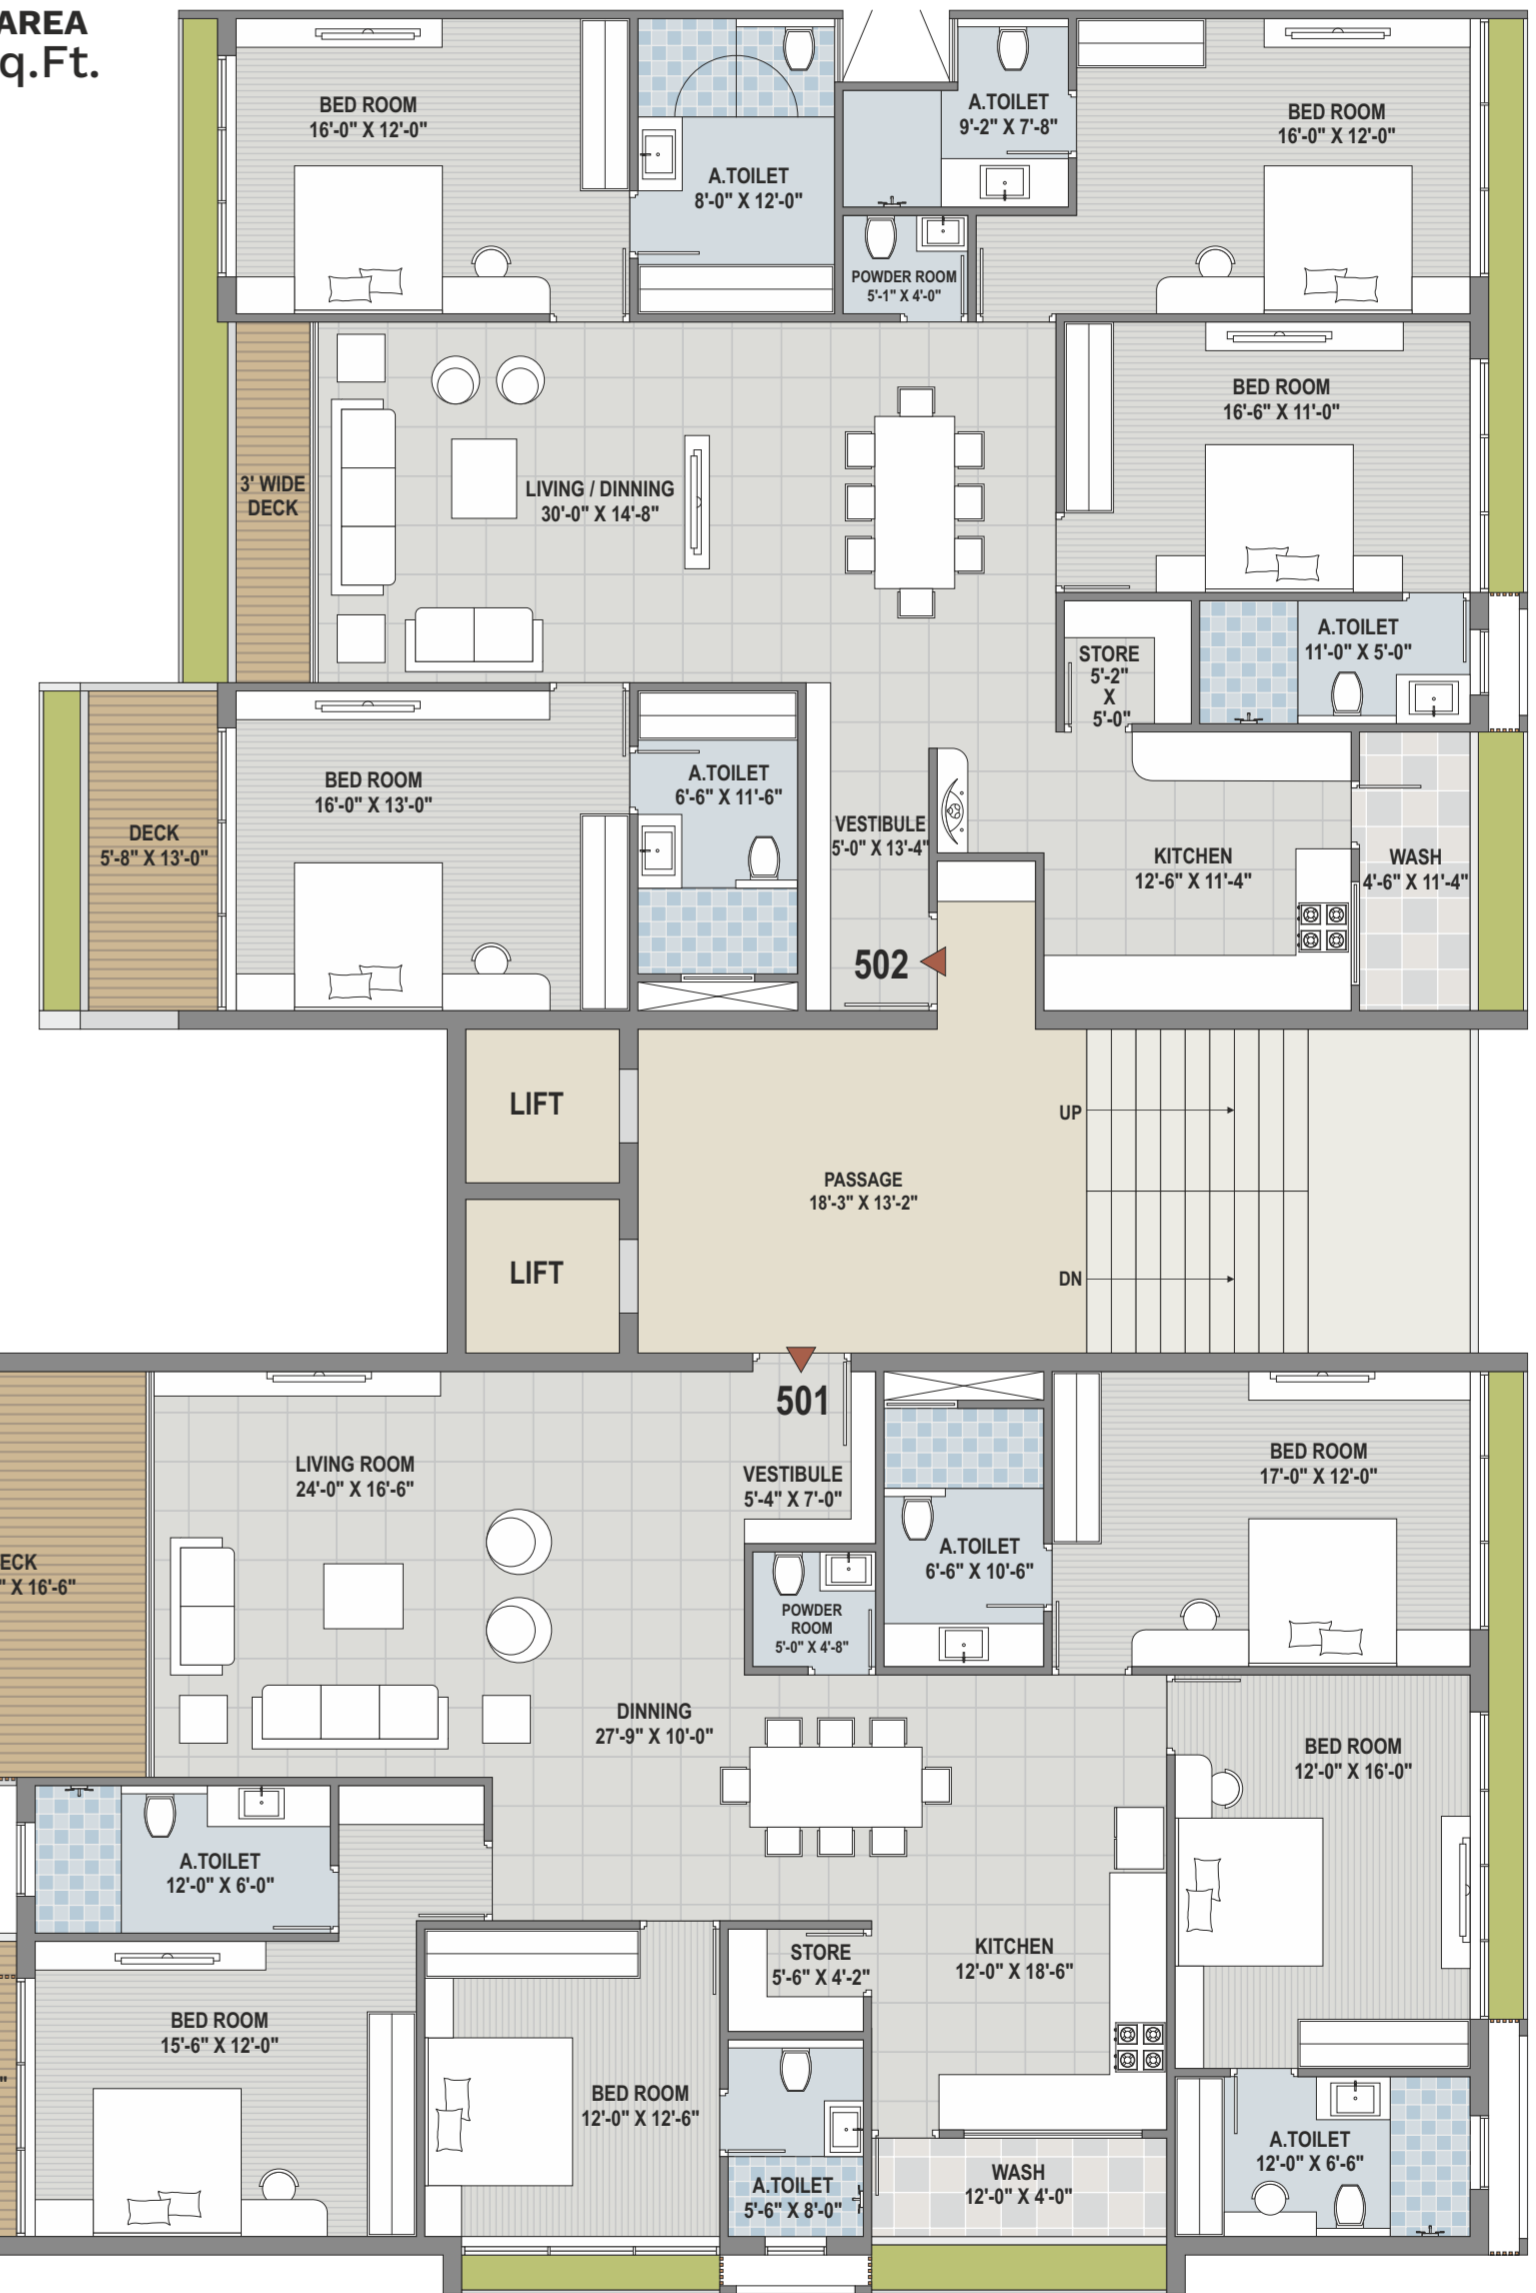 AREA
q.Ft.
BED ROOM
16'-0" X 12'-0"
A.TOILET
8'-0" X 12'-0"
A.TOILET
9'-2" X 7'-8"
BED ROOM
16'-0" X 12'-0"
POWDER ROOM
5'-1" X 4'-0"
3' WIDE
DECK
LIVING / DINNING
30'-0" X 14'-8"
BED ROOM
16'-6" X 11'-0"
STORE
5'-2"
X
5'-0"
A.TOILET
11'-0" X 5'-0"
DECK
5'-8" X 13'-0"
BED ROOM
16'-0" X 13'-0"
A.TOILET
6'-6" X 11'-6"
VESTIBULE
5'-0" X 13'-4"
KITCHEN
12'-6" X 11'-4"
WASH
4'-6" X 11'-4"
502
LIFT
UP
PASSAGE
18'-3" X 13'-2"
LIFT
DN
501
LIVING ROOM
24'-0" X 16'-6"
VESTIBULE
5'-4" X 7'-0"
BED ROOM
17'-0" X 12'-0"
ECK
" X 16'-6"
A.TOILET
6'-6" X 10'-6"
POWDER
ROOM
5'-0" X 4'-8"
DINNING
27'-9" X 10'-0"
BED ROOM
12'-0" X 16'-0"
A.TOILET
12'-0" X 6'-0"
STORE
5'-6" X 4'-2"
KITCHEN
12'-0" X 18'-6"
BED ROOM
15'-6" X 12'-0"
BED ROOM
12'-0" X 12'-6"
A.TOILET
5'-6" X 8'-0"
WASH
12'-0" X 4'-0"
A.TOILET
12'-0" X 6'-6"